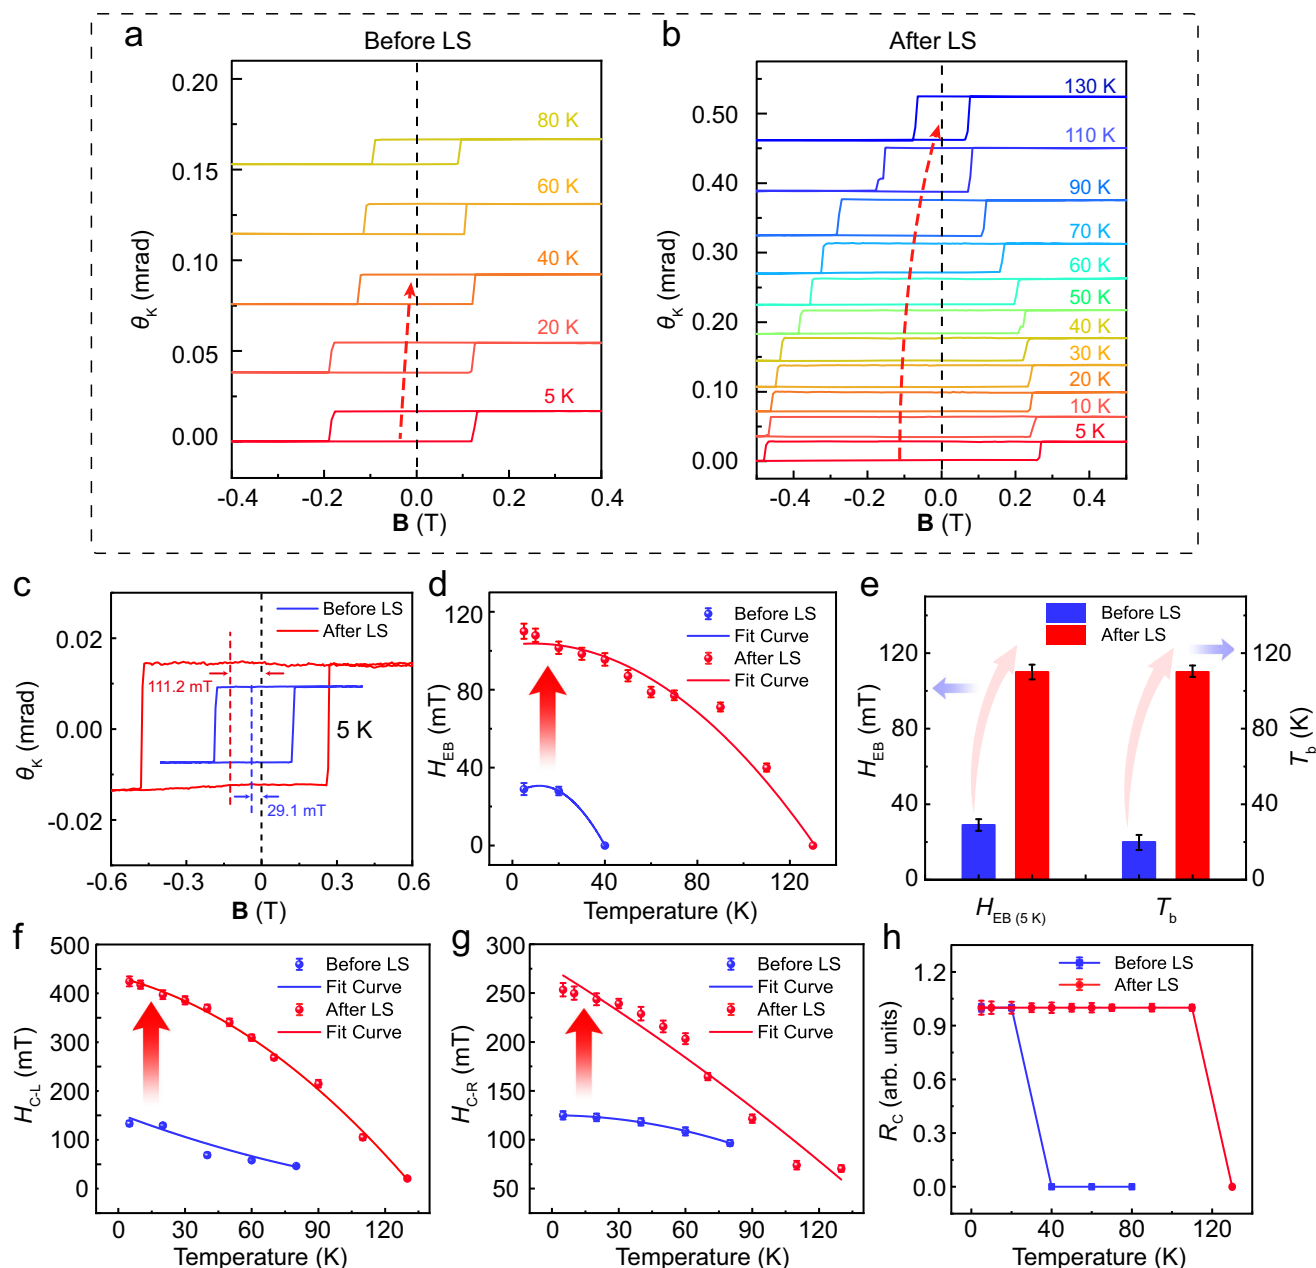 a
Before LS
0.20
0.15
0.10
0.05
0.00
θK (mrad)
80 K
60 K
40 K
20 K
5 K
-0.4 -0.2 0.0 0.2 0.4
B (T)
b
After LS
0.50
0.40
0.30
0.20
0.10
0.00
θK (mrad)
130 K
110 K
90 K
70 K
60 K
50 K
40 K
30 K
20 K
10 K
5 K
-0.4 -0.2 0.0 0.2 0.4
B (T)
c
Before LS
After LS
0.02
0.00
-0.02
θK (mrad)
111.2 mT
5 K
29.1 mT
-0.6 -0.3 0 0.3 0.6
B (T)
d
Before LS
Fit Curve
After LS
Fit Curve
120
80
40
0
HEB (mT)
0 40 80 120
Temperature (K)
e
Before LS
After LS
120
80
40
0
HEB (mT)
120
80
40
0
Tb (K)
HEB (5 K)
Tb
f
Before LS
Fit Curve
After LS
Fit Curve
500
400
300
200
100
0
HC-L (mT)
0 30 60 90 120
Temperature (K)
g
Before LS
Fit Curve
After LS
Fit Curve
300
250
200
150
100
50
HC-R (mT)
0 30 60 90 120
Temperature (K)
h
Before LS
After LS
1.2
0.9
0.6
0.3
0.0
RC (arb. units)
0 40 80 120
Temperature (K)